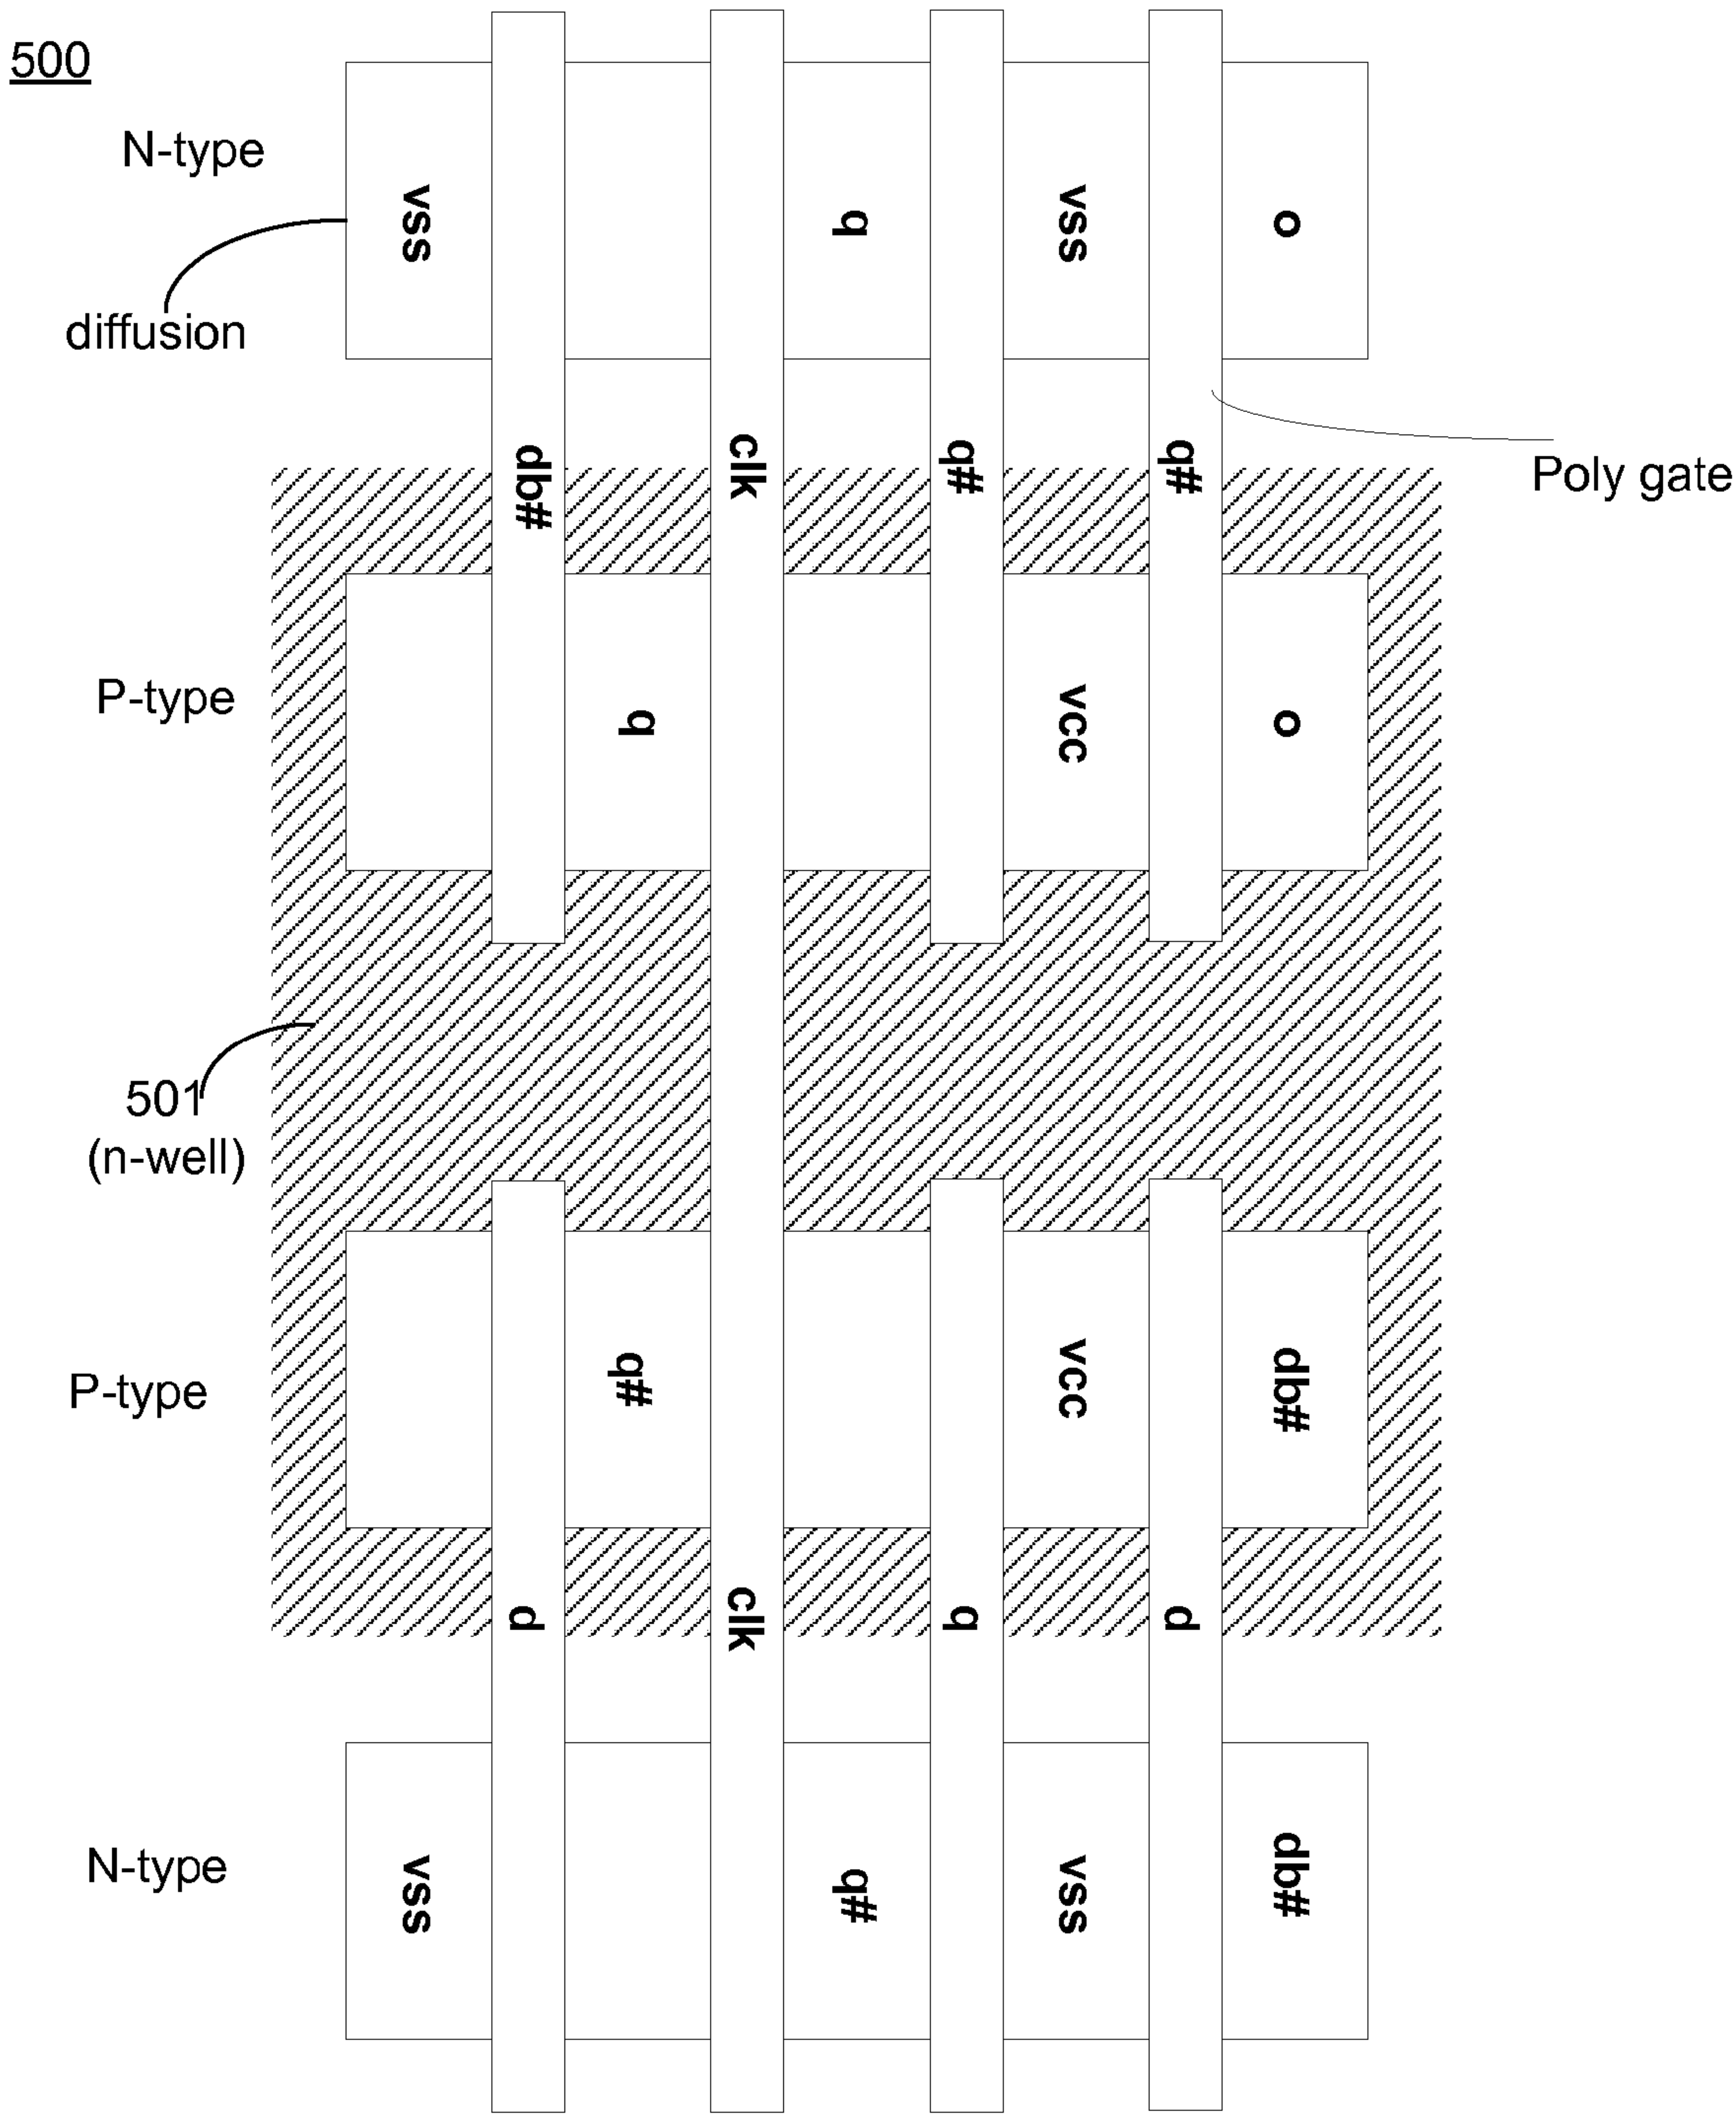 500
N-type
vss
q
vss
o
diffusion
db#
clk
q#
q#
Poly gate
P-type
q
vcc
o
501
(n-well)
P-type
q#
vcc
db#
d
clk
q
d
N-type
vss
q#
vss
db#